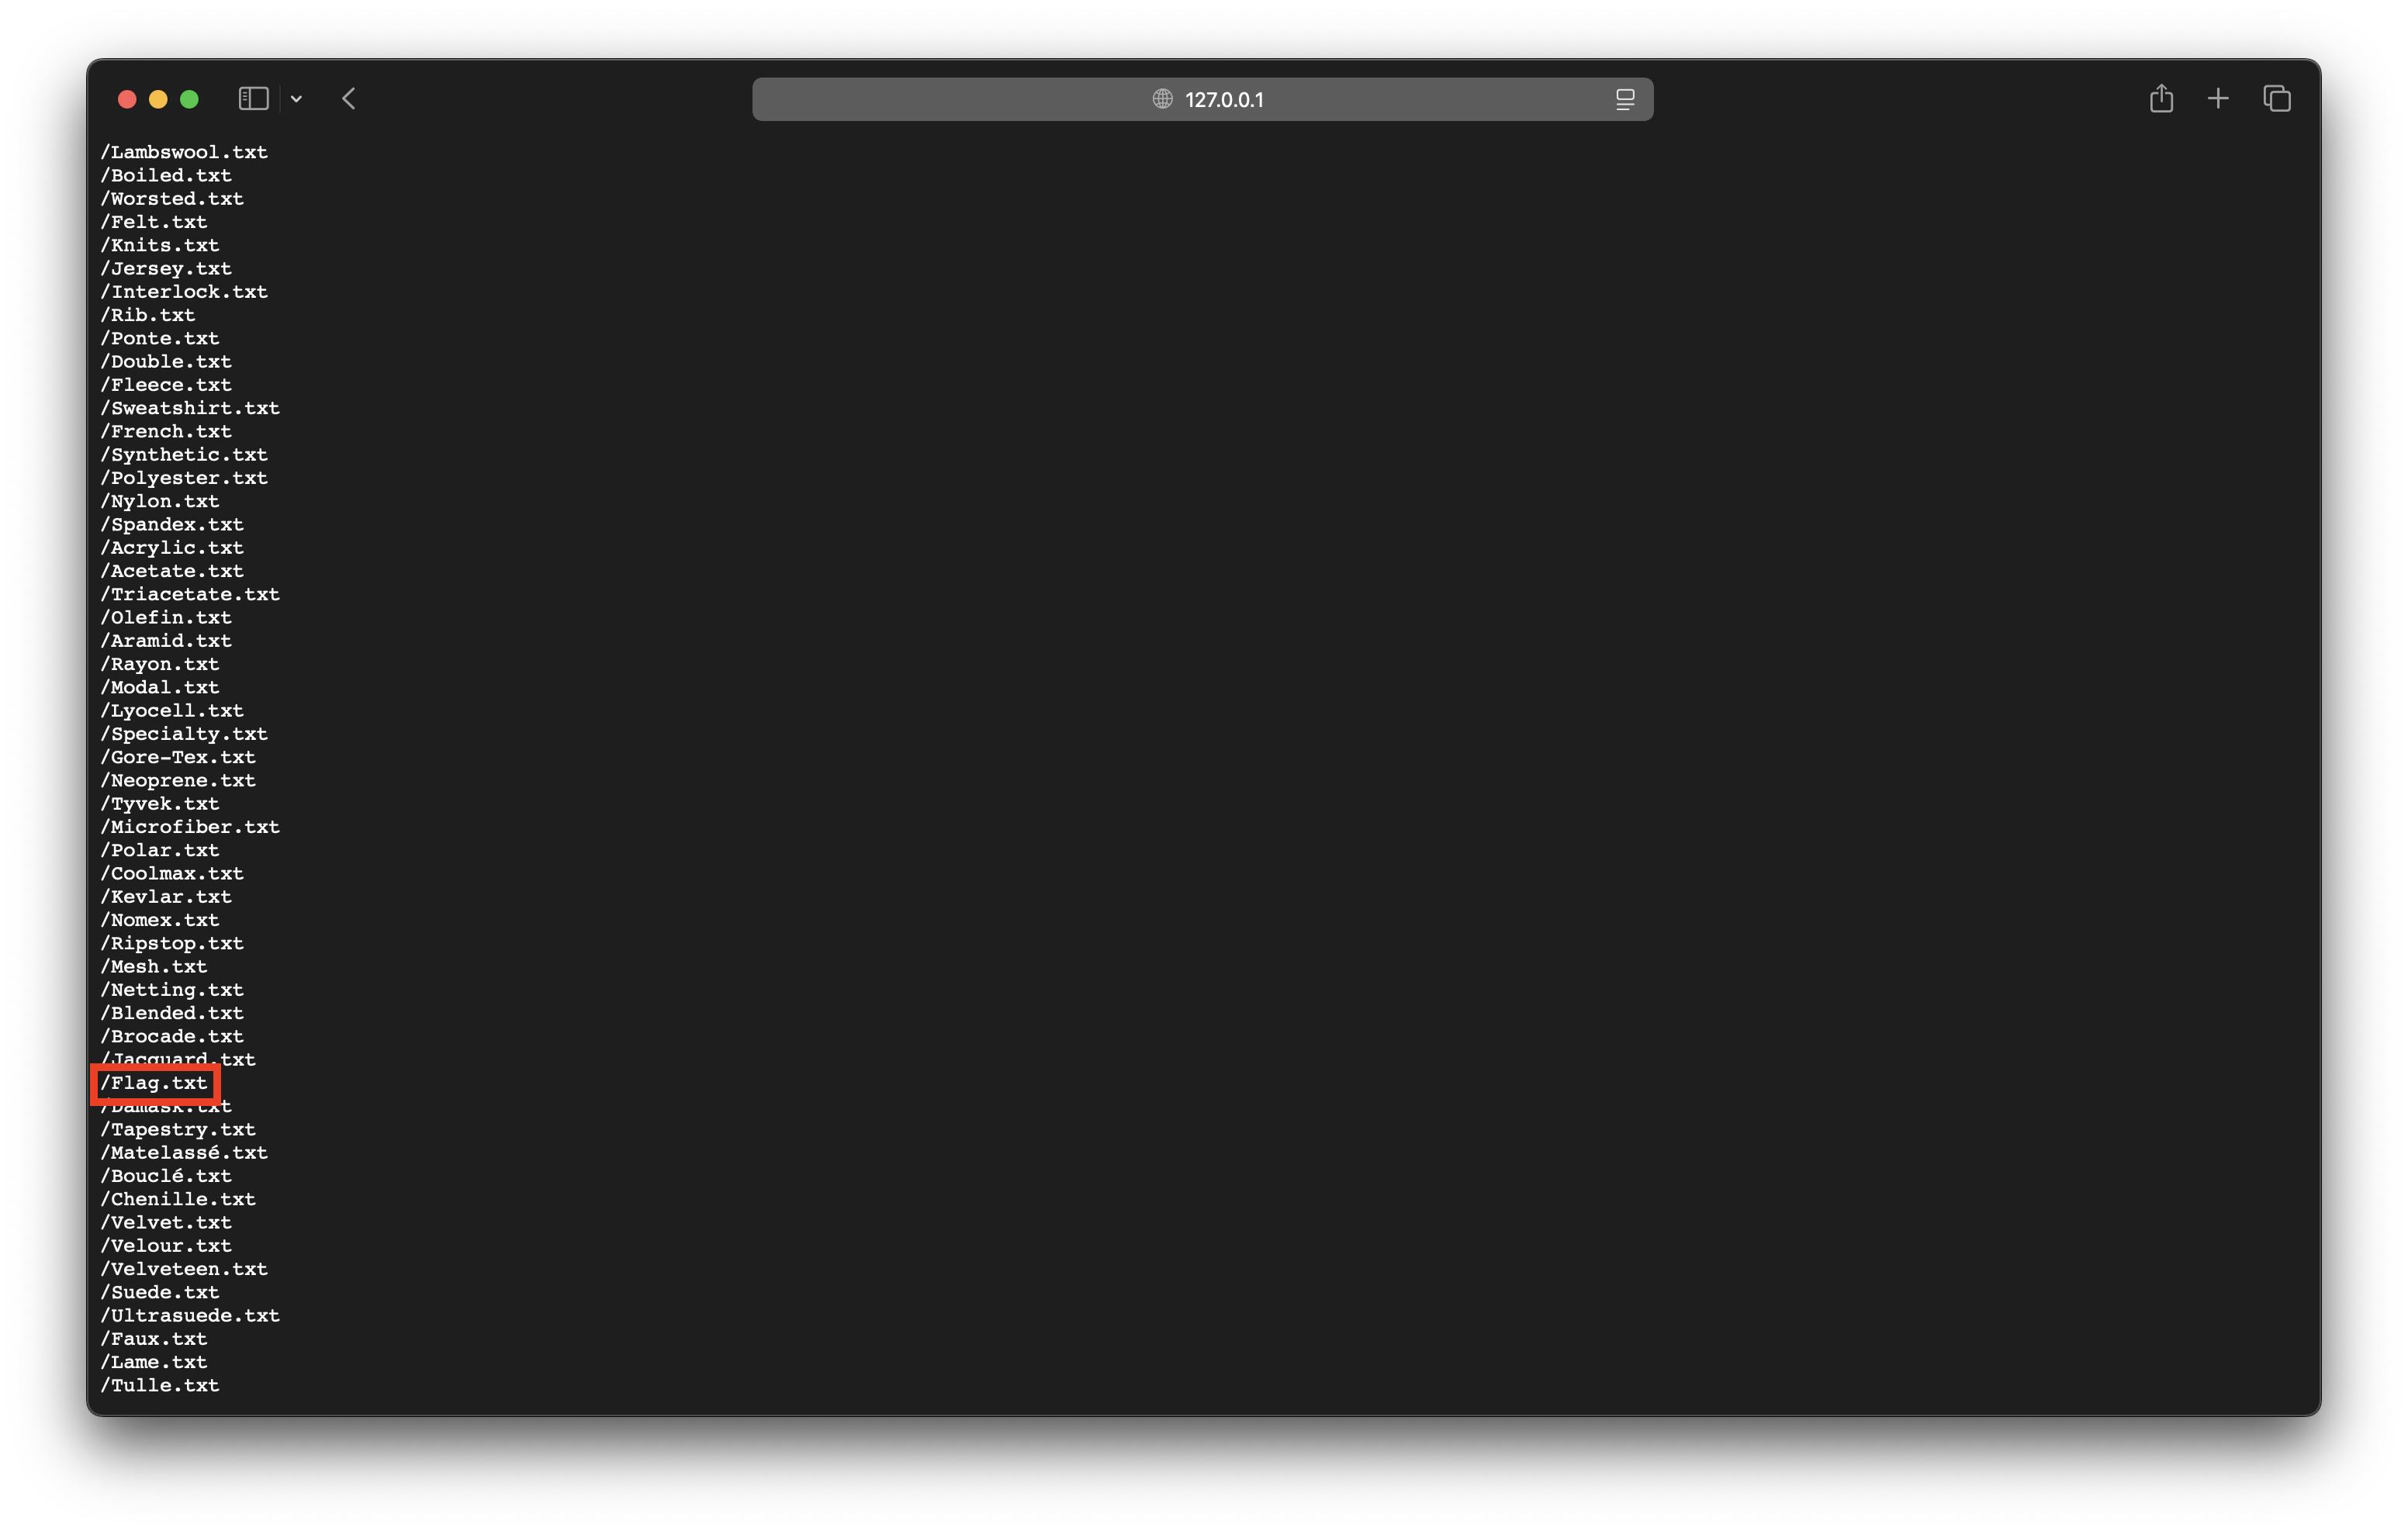 127.0.0.1
/Lambswool.txt
/Boiled.txt
/Worsted.txt
/Felt.txt
/Knits.txt
/Jersey.txt
/Interlock.txt
/Rib.txt
/Ponte.txt
/Double.txt
/Fleece.txt
/Sweatshirt.txt
/French.txt
/Synthetic.txt
/Polyester.txt
/Nylon.txt
/Spandex.txt
/Acrylic.txt
/Acetate.txt
/Triacetate.txt
/Olefin.txt
/Aramid.txt
/Rayon.txt
/Modal.txt
/Lyocell.txt
/Specialty.txt
/Gore-Tex.txt
/Neoprene.txt
/Tyvek.txt
/Microfiber.txt
/Polar.txt
/Coolmax.txt
/Kevlar.txt
/Nomex.txt
/Ripstop.txt
/Mesh.txt
/Netting.txt
/Blended.txt
/Brocade.txt
/Jacquard.txt
/Flag.txt
/Damask.txt
/Tapestry.txt
/Matelassé.txt
/Bouclé.txt
/Chenille.txt
/Velvet.txt
/Velour.txt
/Velveteen.txt
/Suede.txt
/Ultrasuede.txt
/Faux.txt
/Lame.txt
/Tulle.txt